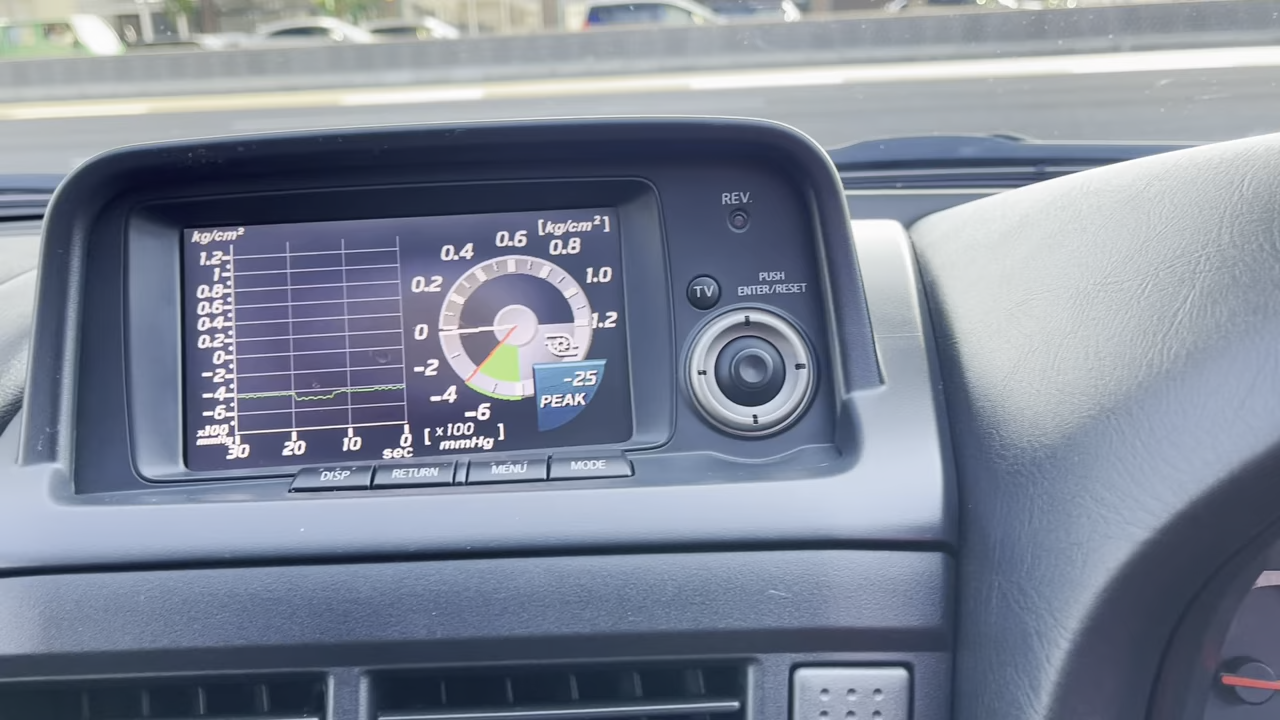 REV.
TV
PUSH
ENTER/RESET
kg/cm²
1.2
1
0.8
0.6
0.4
0.2
0
-2
-4
-6
x100
mmHg
30 20 10 0
sec
[kg/cm²]
0.6
0.4 0.8
0.2 1.0
0 1.2
-2
-4
-6
[x100
mmHg]
-25
PEAK
DISP RETURN MENU MODE